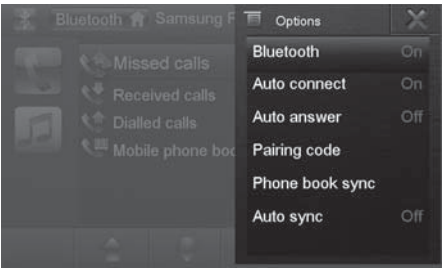 Bluetooth Samsung F
Missed calls
Received calls
Dialled calls
Mobile phone boo
Options
Bluetooth On
Auto connect On
Auto answer Off
Pairing code
Phone book sync
Auto sync Off